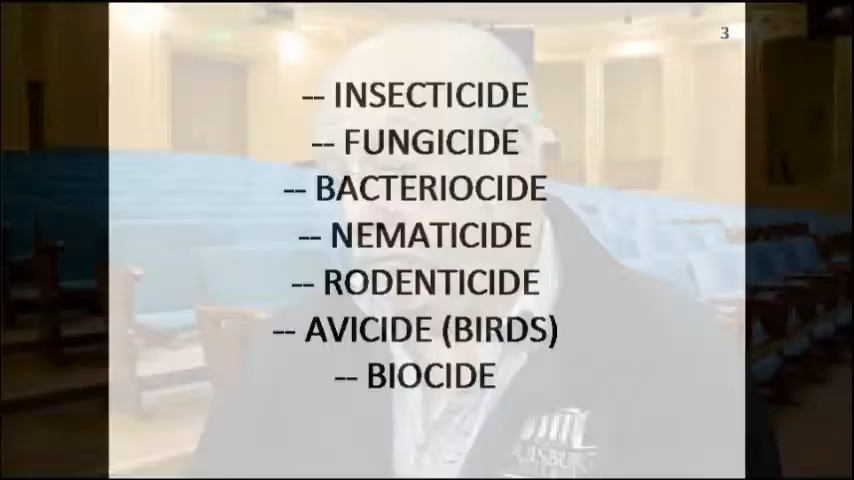 3
-- INSECTICIDE
-- FUNGICIDE
-- BACTERIOCIDE
-- NEMATICIDE
-- RODENTICIDE
-- AVICIDE (BIRDS)
-- BIOCIDE